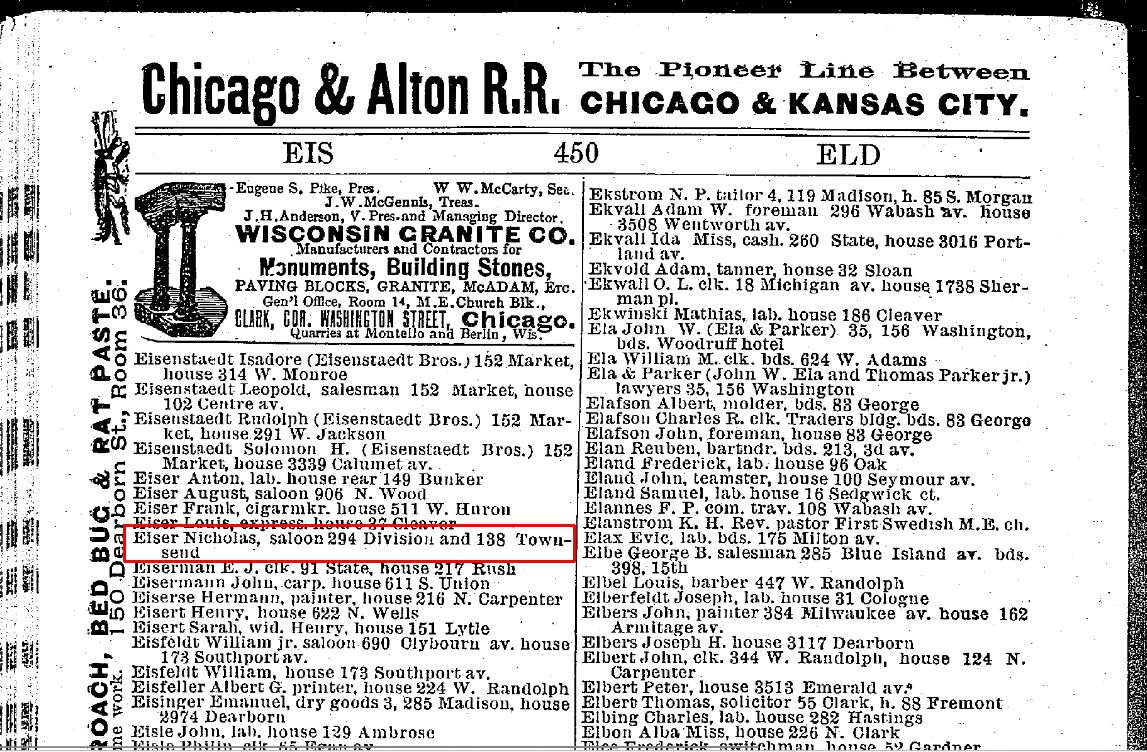 Chicago & Alton R.R. The Pioneer Line Between
CHICAGO & KANSAS CITY.
EIS 450 ELD
Eugene S. Pike, Pres. W W. McCarty, Sec.
J. W. McGennis, Treas.
J. H. Anderson, V. Pres. and Managing Director.
WISCONSIN GRANITE CO.
Manufacturers and Contractors for
Monuments, Building Stones,
PAVING BLOCKS, GRANITE, McADAM, Etc.
Gen'l Office, Room 14, M. E. Church Blk.,
CLARK, COR. WASHINGTON STREET, Chicago.
Quarries at Montello and Berlin, Wis.
Eisenstaedt Isadore (Eisenstaedt Bros.) 152 Market,
house 314 W. Monroe
Eisenstaedt Leopold, salesman 152 Market, house
102 Centre av.
Eisenstaedt Rudolph (Eisenstaedt Bros.) 152 Mar-
ket, house 291 W. Jackson
Eisenstaedt Solomon H. (Eisenstaedt Bros.) 152
Market, house 3339 Calumet av.
Eiser Anton, lab. house rear 149 Bunker
Eiser August, saloon 906 N. Wood
Eiser Frank, cigarmkr. house 511 W. Huron
Eiser Louis, express. house 37 Cleaver
Eiser Nicholas, saloon 294 Division and 138 Town-
send
Eiserman E. J. clk. 91 State, house 217 Rush
Eisermann John, carp. house 611 S. Union
Eiserse Hermann, painter, house 216 N. Carpenter
Eisert Henry, house 622 N. Wells
Eisert Sarah, wid. Henry, house 151 Lytle
Eisfeldt William jr. saloon 690 Clybourn av. house
173 Southport av.
Eisfeldt William, house 173 Southport av.
Eisfeller Albert G. printer, house 224 W. Randolph
Eisinger Emanuel, dry goods 3, 285 Madison, house
2974 Dearborn
Eisle John, lab. house 129 Ambrose
Eisle Philip, clk. 65 Egan av
Ekstrom N. P. tailor 4, 119 Madison, h. 85 S. Morgan
Ekvall Adam W. foreman 296 Wabash av. house
3508 Wentworth av.
Ekvall Ida Miss, cash. 260 State, house 3016 Port-
land av.
Ekvold Adam, tanner, house 32 Sloan
Ekwall O. L. clk. 18 Michigan av. house 1738 Sher-
man pl.
Ekwinski Mathias, lab. house 186 Cleaver
Ela John W. (Ela & Parker) 35, 156 Washington,
bds. Woodruff hotel
Ela William M. clk. bds. 624 W. Adams
Ela & Parker (John W. Ela and Thomas Parker jr.)
lawyers 35, 156 Washington
Elafson Albert, molder, bds. 83 George
Elafson Charles R. clk. Traders bldg. bds. 83 George
Elafson John, foreman, house 83 George
Elan Reuben, bartndr. bds. 213, 3d av.
Eland Frederick, lab. house 96 Oak
Eland John, teamster, house 100 Seymour av.
Eland Samuel, lab. house 16 Sedgwick ct.
Elannes F. P. com. trav. 108 Wabash av.
Elanstrom K. H. Rev. pastor First Swedish M.E. ch.
Elax Evic, lab. bds. 175 Milton av.
Elbe George B. salesman 285 Blue Island av. bds.
398, 15th
Elbel Louis, barber 447 W. Randolph
Elberfeldt Joseph, lab. house 31 Cologne
Elbers John, painter 384 Milwaukee av. house 162
Armitage av.
Elbers Joseph H. house 3117 Dearborn
Elbert John, clk. 344 W. Randolph, house 124 N.
Carpenter
Elbert Peter, house 3513 Emerald av.
Elbert Thomas, solicitor 55 Clark, h. 88 Fremont
Elbing Charles, lab. house 282 Hastings
Elbon Alba Miss, house 226 N. Clark
Elce Frederick, switchman, house 52 Gardner
ROACH, BED BUG & RAT PASTE.
me work. 150 Dearborn St., Room 36.